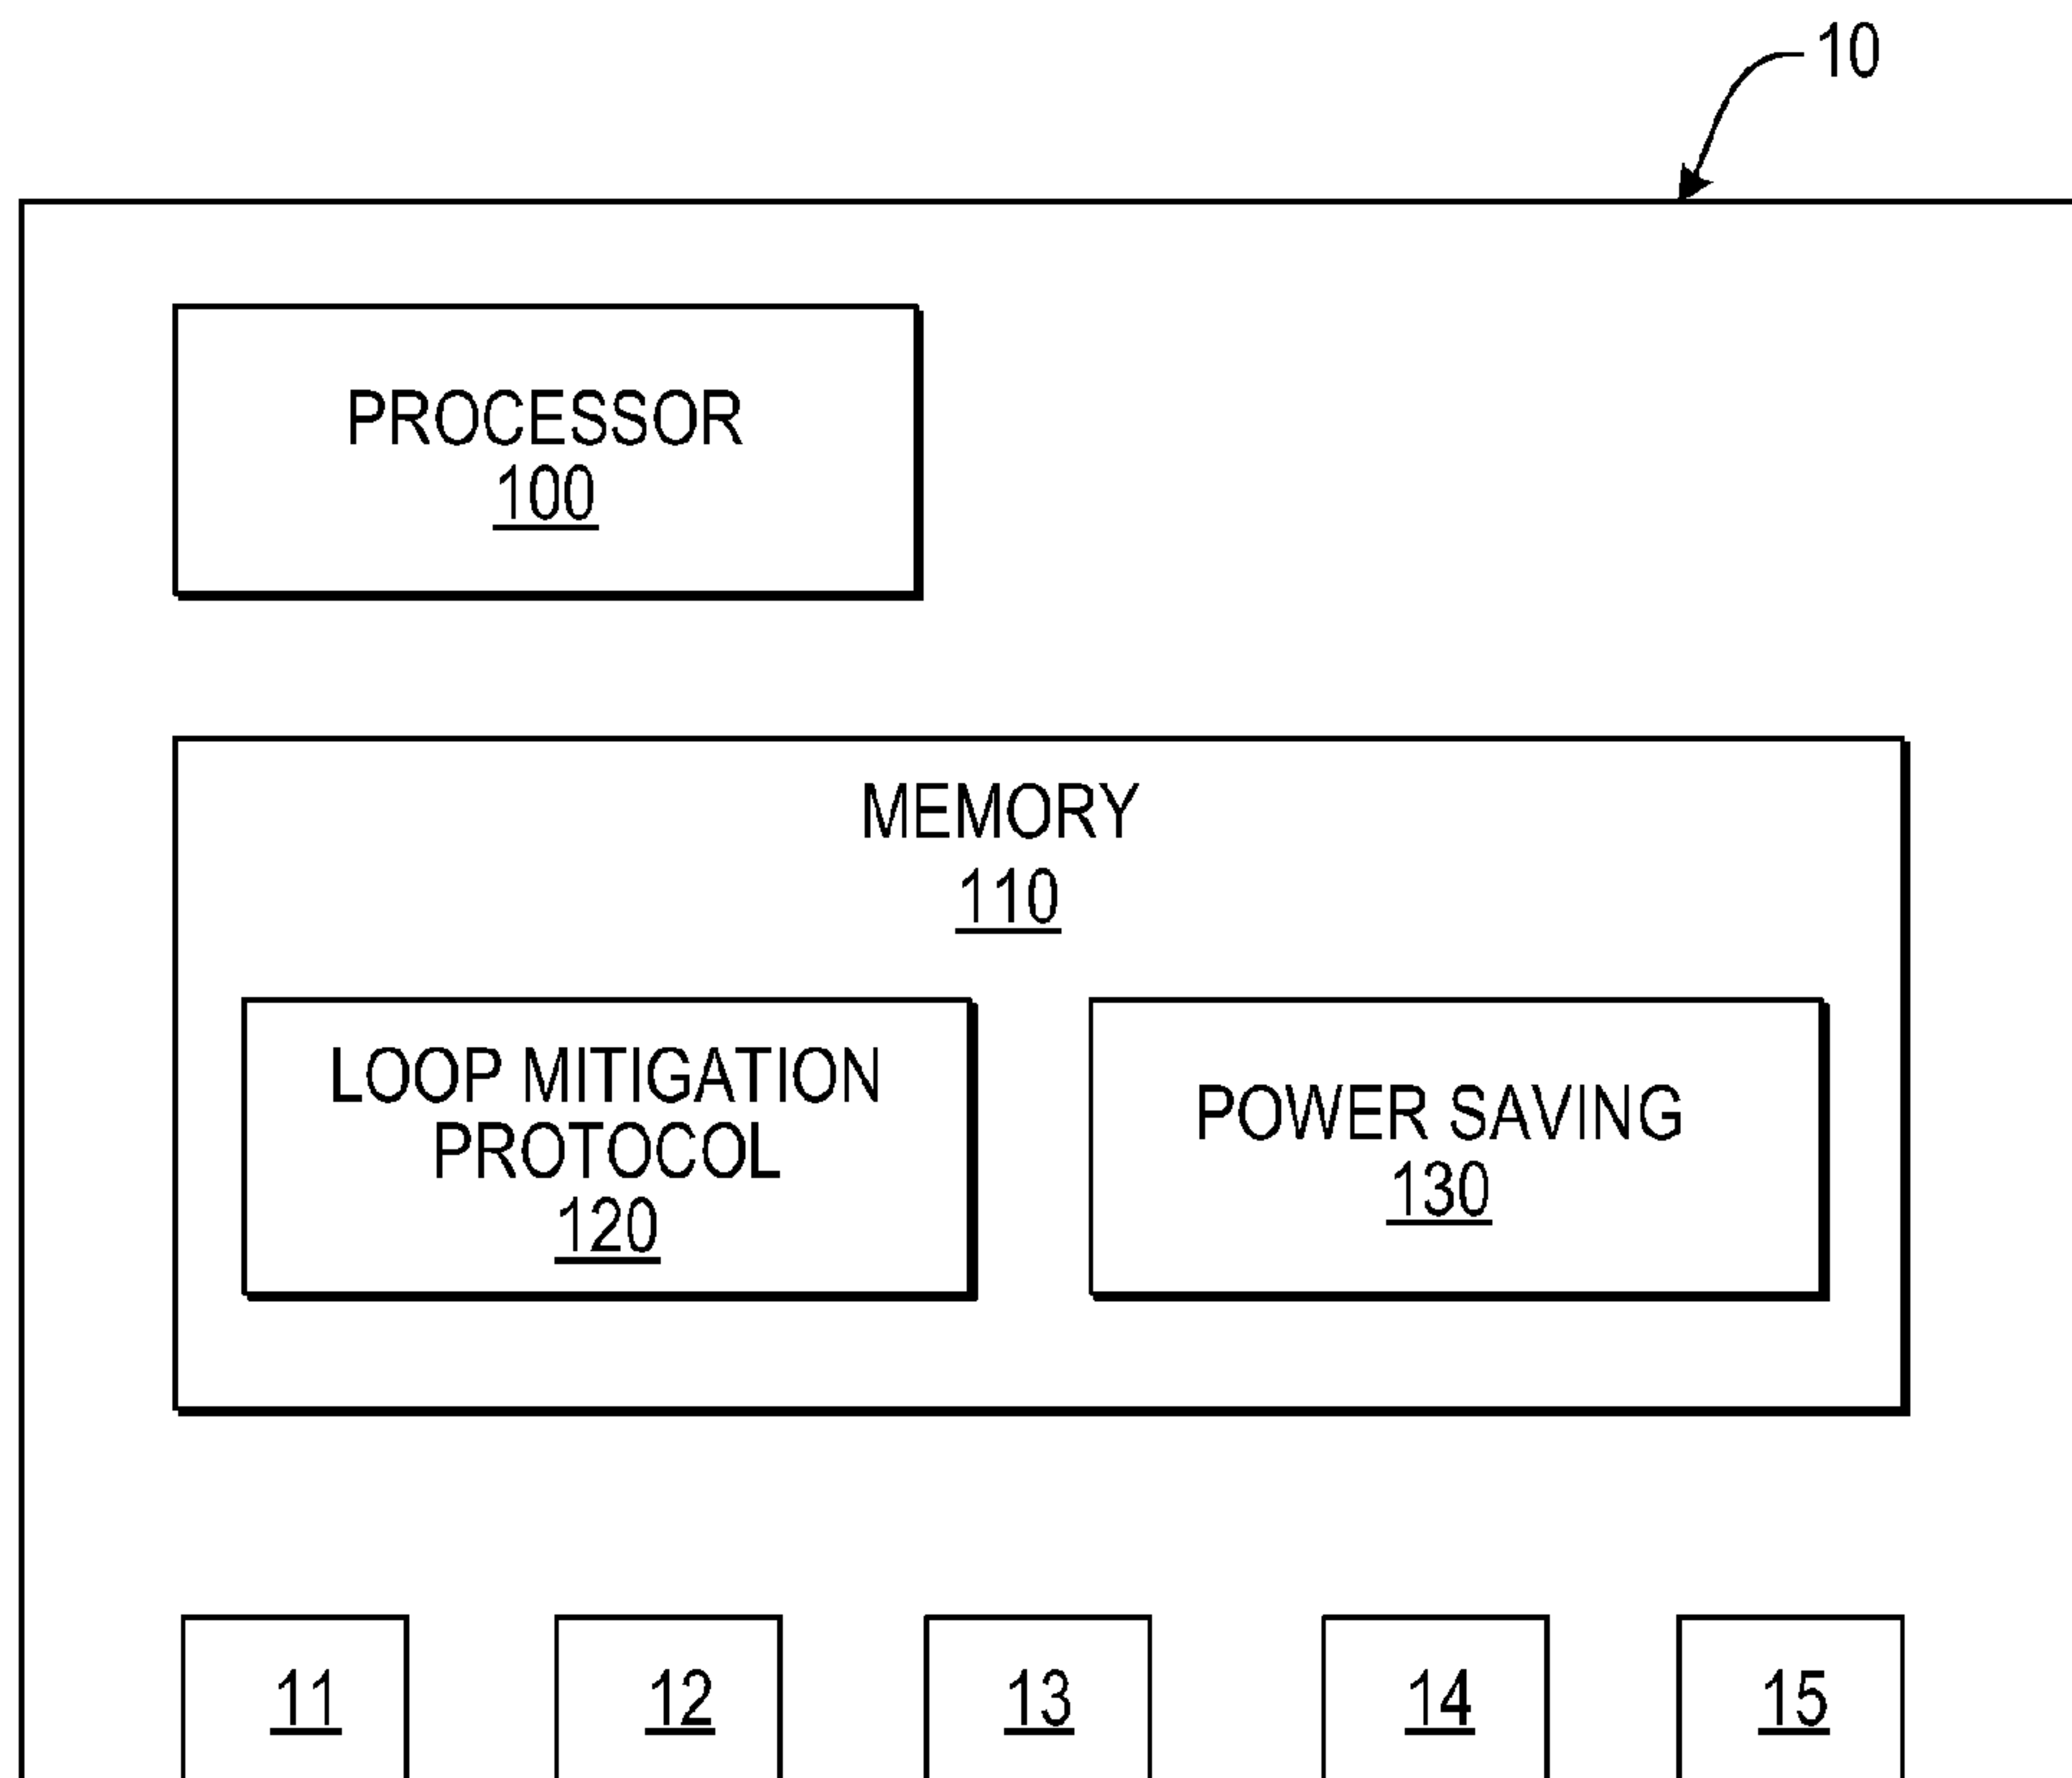 10
PROCESSOR
100
MEMORY
110
LOOP MITIGATION
PROTOCOL
120
POWER SAVING
130
11
12
13
14
15